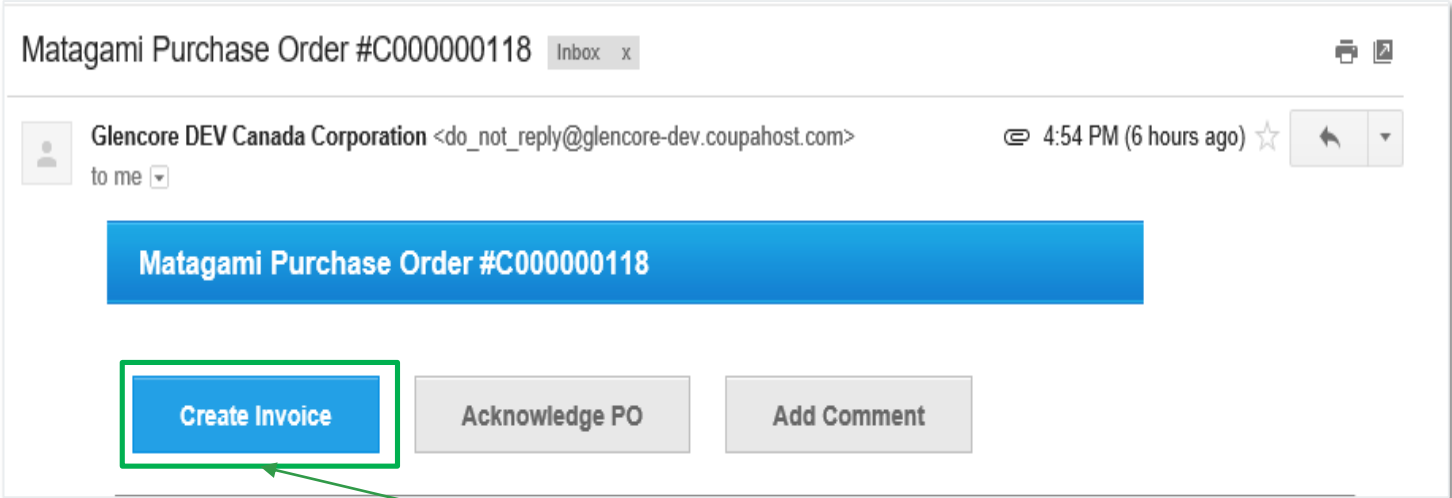 Matagami Purchase Order #C000000118 Inbox x
Glencore DEV Canada Corporation <do_not_reply@glencore-dev.coupahost.com> 4:54 PM (6 hours ago)
to me
Matagami Purchase Order #C000000118
Create Invoice Acknowledge PO Add Comment